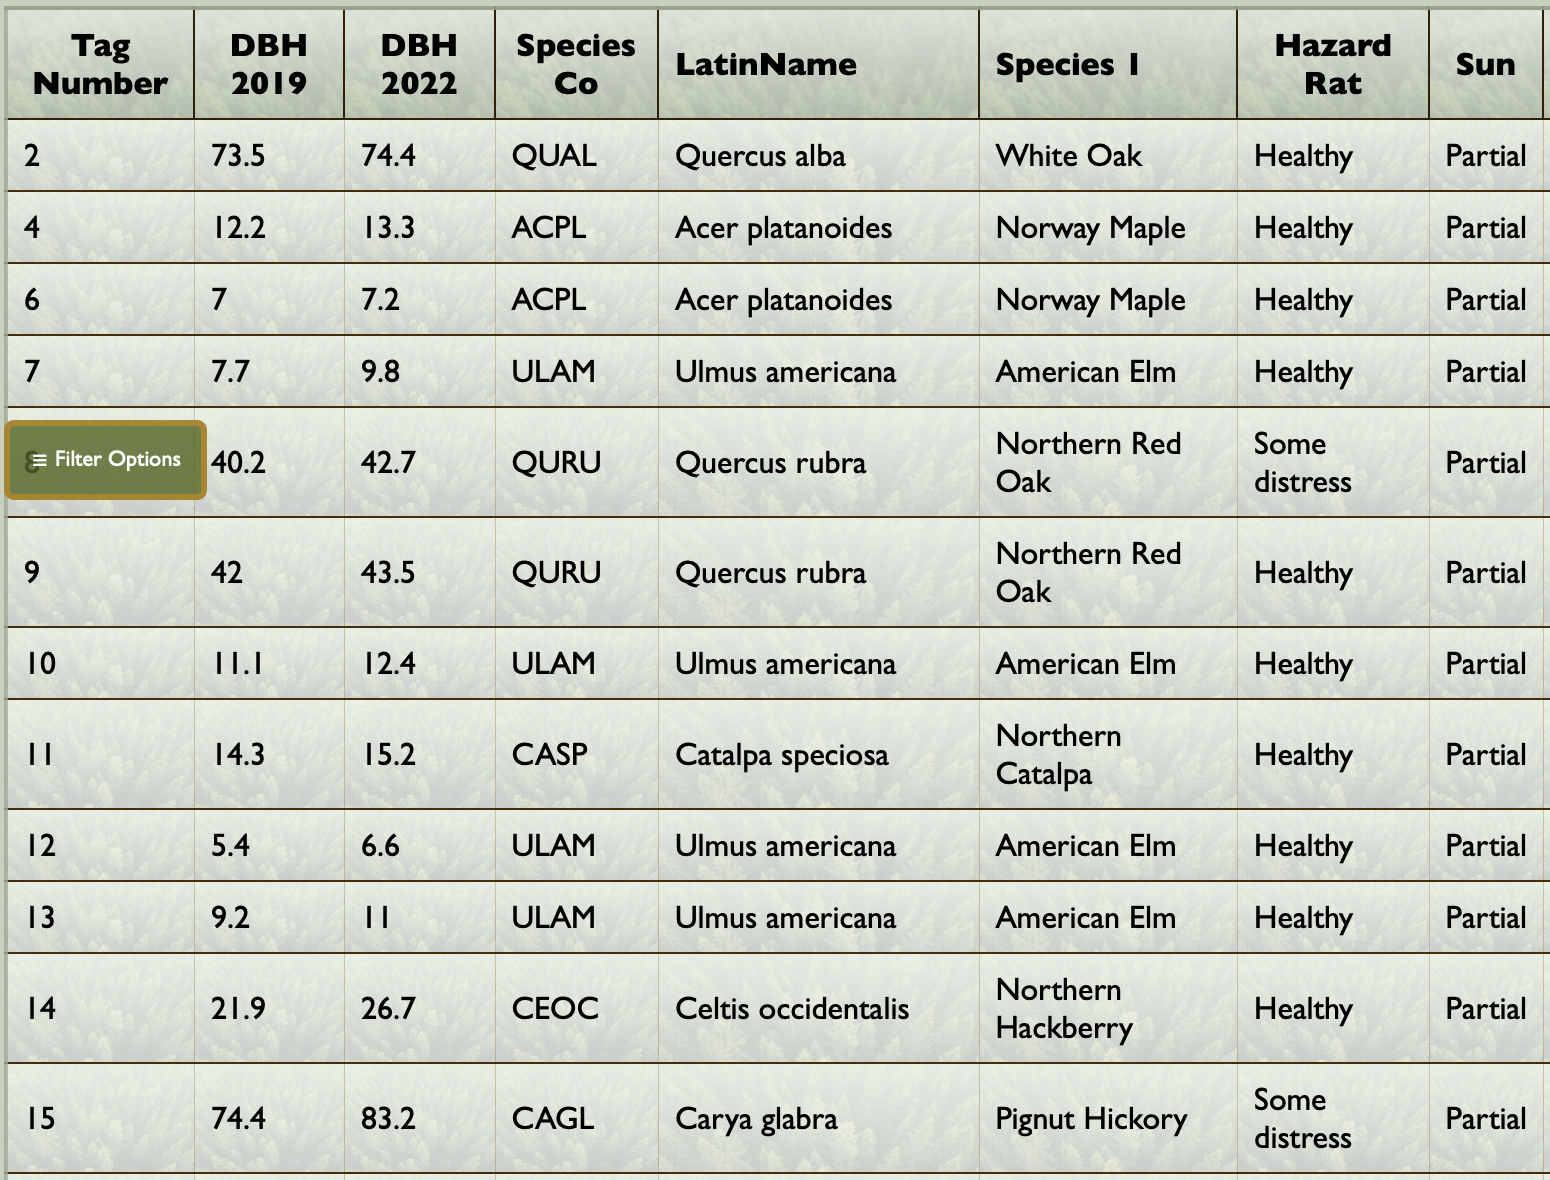 Tag Number DBH 2019 DBH 2022 Species Co LatinName Species 1 Hazard Rat Sun
2 73.5 74.4 QUAL Quercus alba White Oak Healthy Partial
4 12.2 13.3 ACPL Acer platanoides Norway Maple Healthy Partial
6 7 7.2 ACPL Acer platanoides Norway Maple Healthy Partial
7 7.7 9.8 ULAM Ulmus americana American Elm Healthy Partial
8 ≡ Filter Options 40.2 42.7 QURU Quercus rubra Northern Red Oak Some distress Partial
9 42 43.5 QURU Quercus rubra Northern Red Oak Healthy Partial
10 11.1 12.4 ULAM Ulmus americana American Elm Healthy Partial
11 14.3 15.2 CASP Catalpa speciosa Northern Catalpa Healthy Partial
12 5.4 6.6 ULAM Ulmus americana American Elm Healthy Partial
13 9.2 11 ULAM Ulmus americana American Elm Healthy Partial
14 21.9 26.7 CEOC Celtis occidentalis Northern Hackberry Healthy Partial
15 74.4 83.2 CAGL Carya glabra Pignut Hickory Some distress Partial